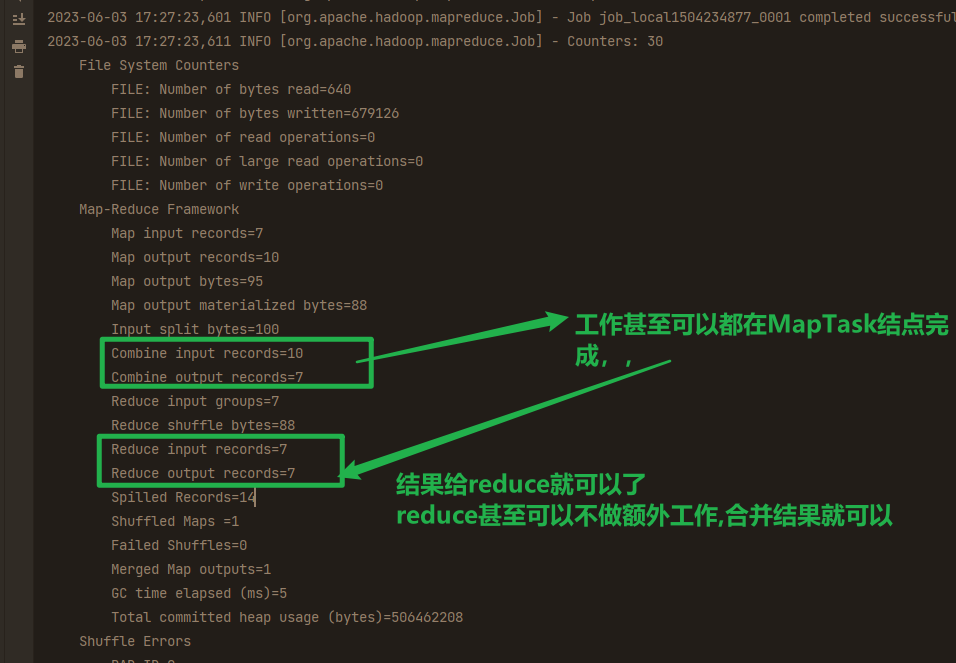 2023-06-03 17:27:23,601 INFO [org.apache.hadoop.mapreduce.Job] - Job job_local1504234877_0001 completed successful
2023-06-03 17:27:23,611 INFO [org.apache.hadoop.mapreduce.Job] - Counters: 30
File System Counters
FILE: Number of bytes read=640
FILE: Number of bytes written=679126
FILE: Number of read operations=0
FILE: Number of large read operations=0
FILE: Number of write operations=0
Map-Reduce Framework
Map input records=7
Map output records=10
Map output bytes=95
Map output materialized bytes=88
Input split bytes=100
Combine input records=10
Combine output records=7
Reduce input groups=7
Reduce shuffle bytes=88
Reduce input records=7
Reduce output records=7
Spilled Records=14
Shuffled Maps =1
Failed Shuffles=0
Merged Map outputs=1
GC time elapsed (ms)=5
Total committed heap usage (bytes)=506462208
Shuffle Errors
工作甚至可以都在MapTask结点完
成，，
结果给reduce就可以了
reduce甚至可以不做额外工作,合并结果就可以